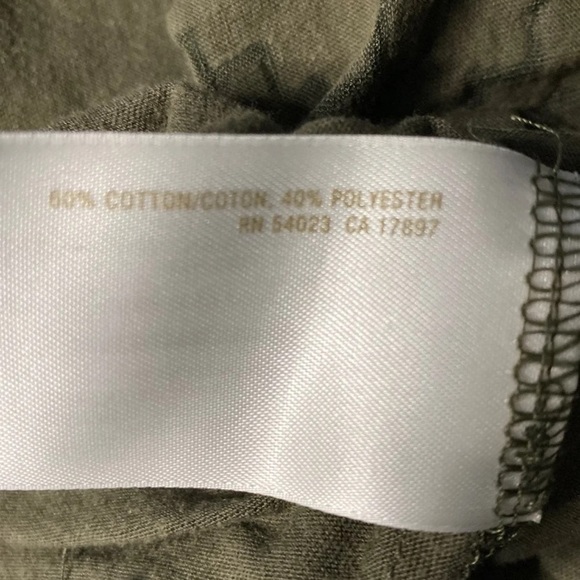 60% COTTON/COTON, 40% POLYESTER
RN 54023 CA 17897